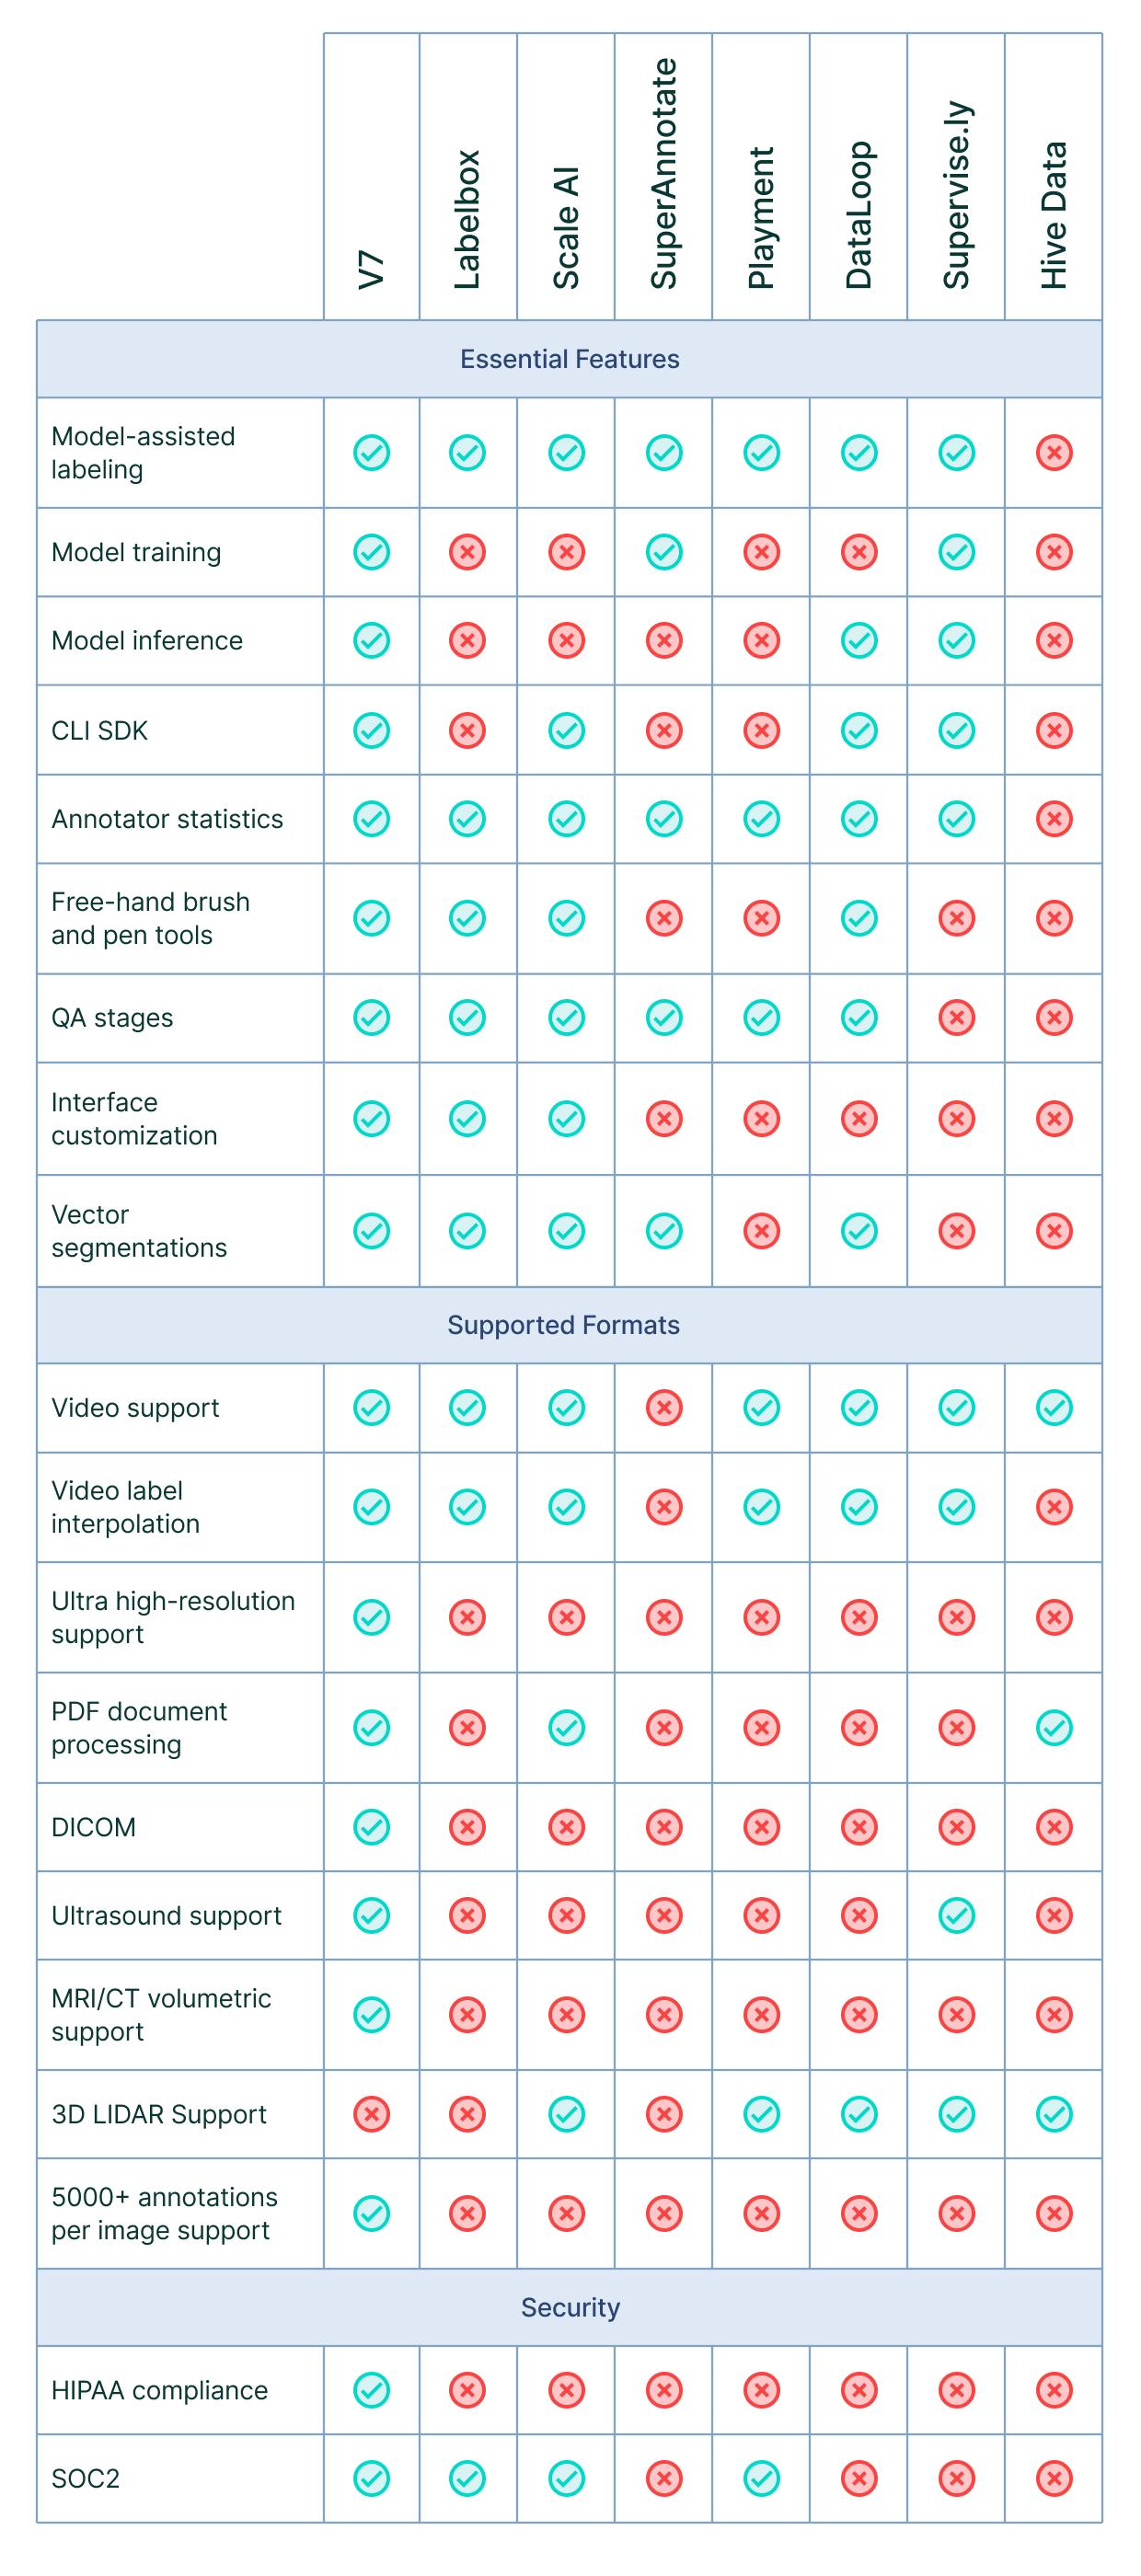 V7
Labelbox
Scale AI
SuperAnnotate
Playment
DataLoop
Supervise.ly
Hive Data
Essential Features
Model-assisted
labeling
Model training
Model inference
CLI SDK
Annotator statistics
Free-hand brush
and pen tools
QA stages
Interface
customization
Vector
segmentations
Supported Formats
Video support
Video label
interpolation
Ultra high-resolution
support
PDF document
processing
DICOM
Ultrasound support
MRI/CT volumetric
support
3D LIDAR Support
5000+ annotations
per image support
Security
HIPAA compliance
SOC2